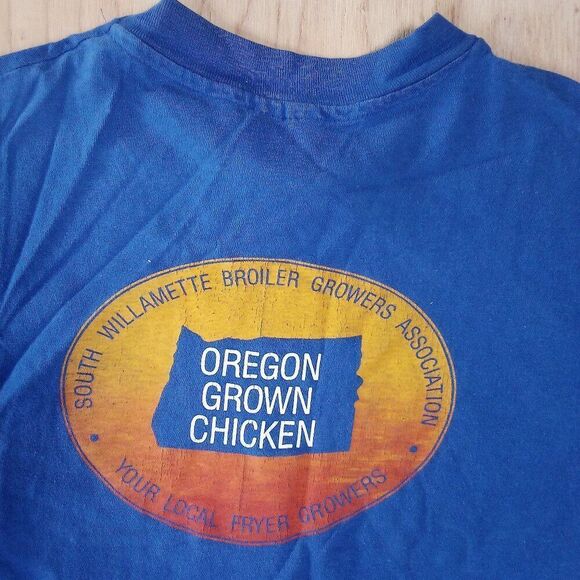 SOUTH WILLAMETTE BROILER GROWERS ASSOCIATION
OREGON
GROWN
CHICKEN
• YOUR LOCAL FRYER GROWERS •